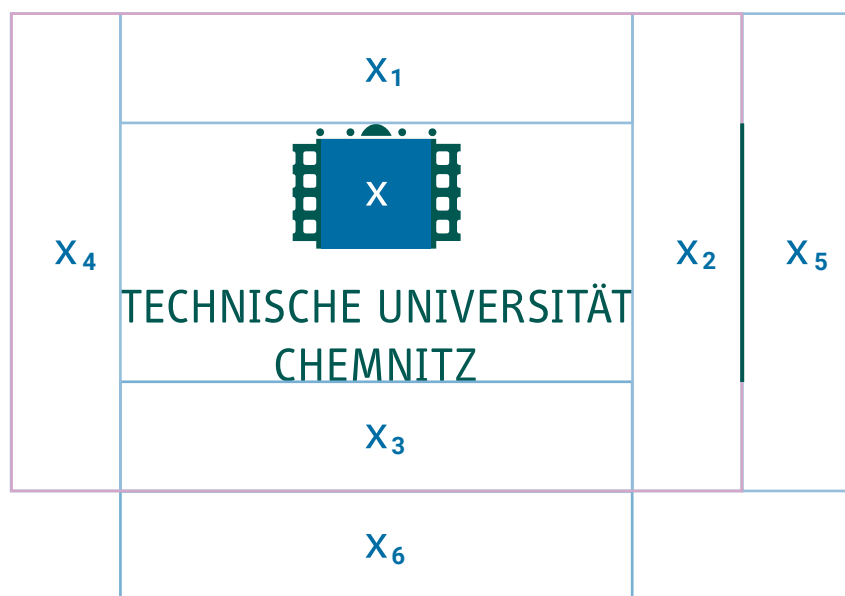 X₁
X
X₄
X₂
X₅
TECHNISCHE UNIVERSITÄT
CHEMNITZ
X₃
X₆